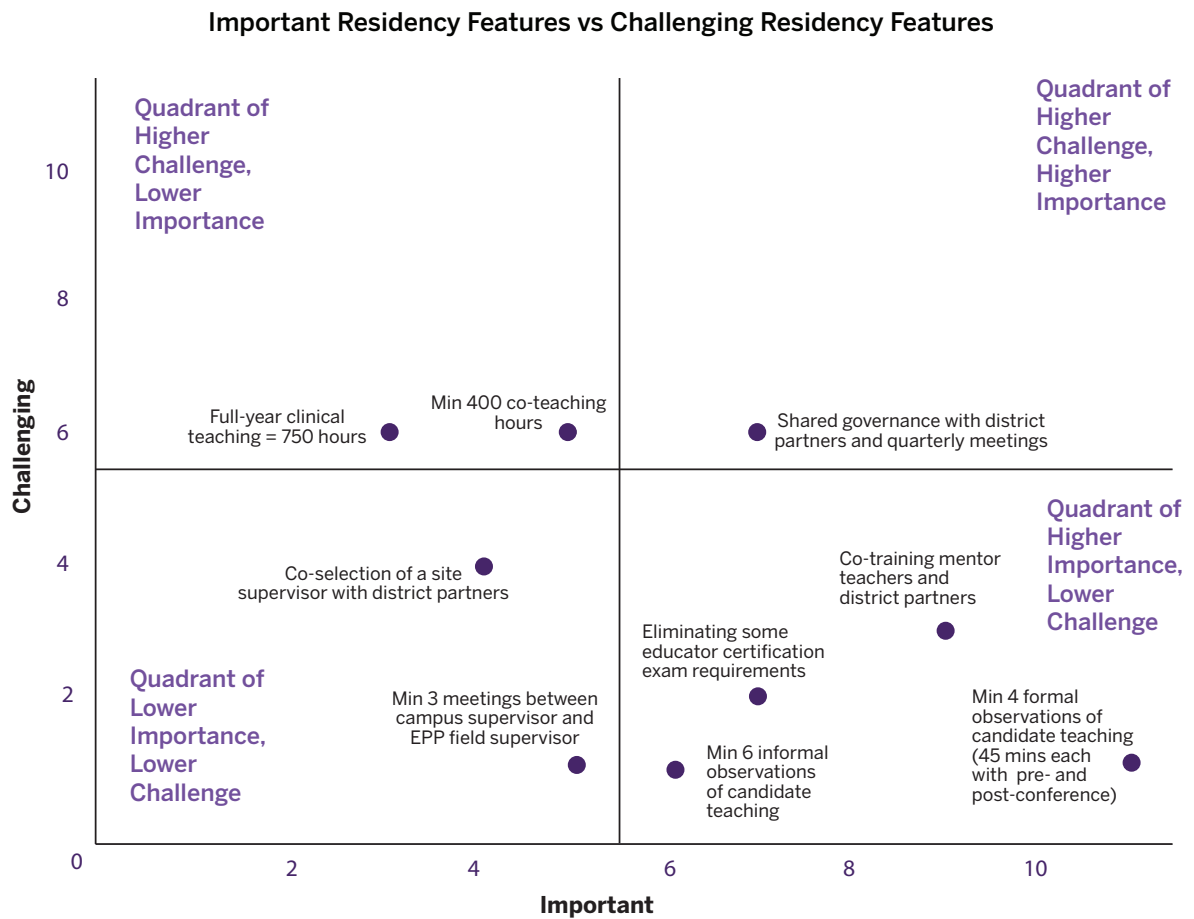 Important Residency Features vs Challenging Residency Features
Quadrant of
Higher
Challenge,
Lower
Importance
Quadrant of
Higher
Challenge,
Higher
Importance
10
8
Challenging
6
Full-year clinical
teaching = 750 hours
Min 400 co-teaching
hours
Shared governance with district
partners and quarterly meetings
4
Co-selection of a site
supervisor with district partners
Co-training mentor
teachers and
district partners
Quadrant of
Higher
Importance,
Lower
Challenge
Eliminating some
educator certification
exam requirements
2
Quadrant of
Lower
Importance,
Lower
Challenge
Min 3 meetings between
campus supervisor and
EPP field supervisor
Min 6 informal
observations
of candidate
teaching
Min 4 formal
observations of
candidate teaching
(45 mins each
with pre- and
post-conference)
0
2
4
6
8
10
Important